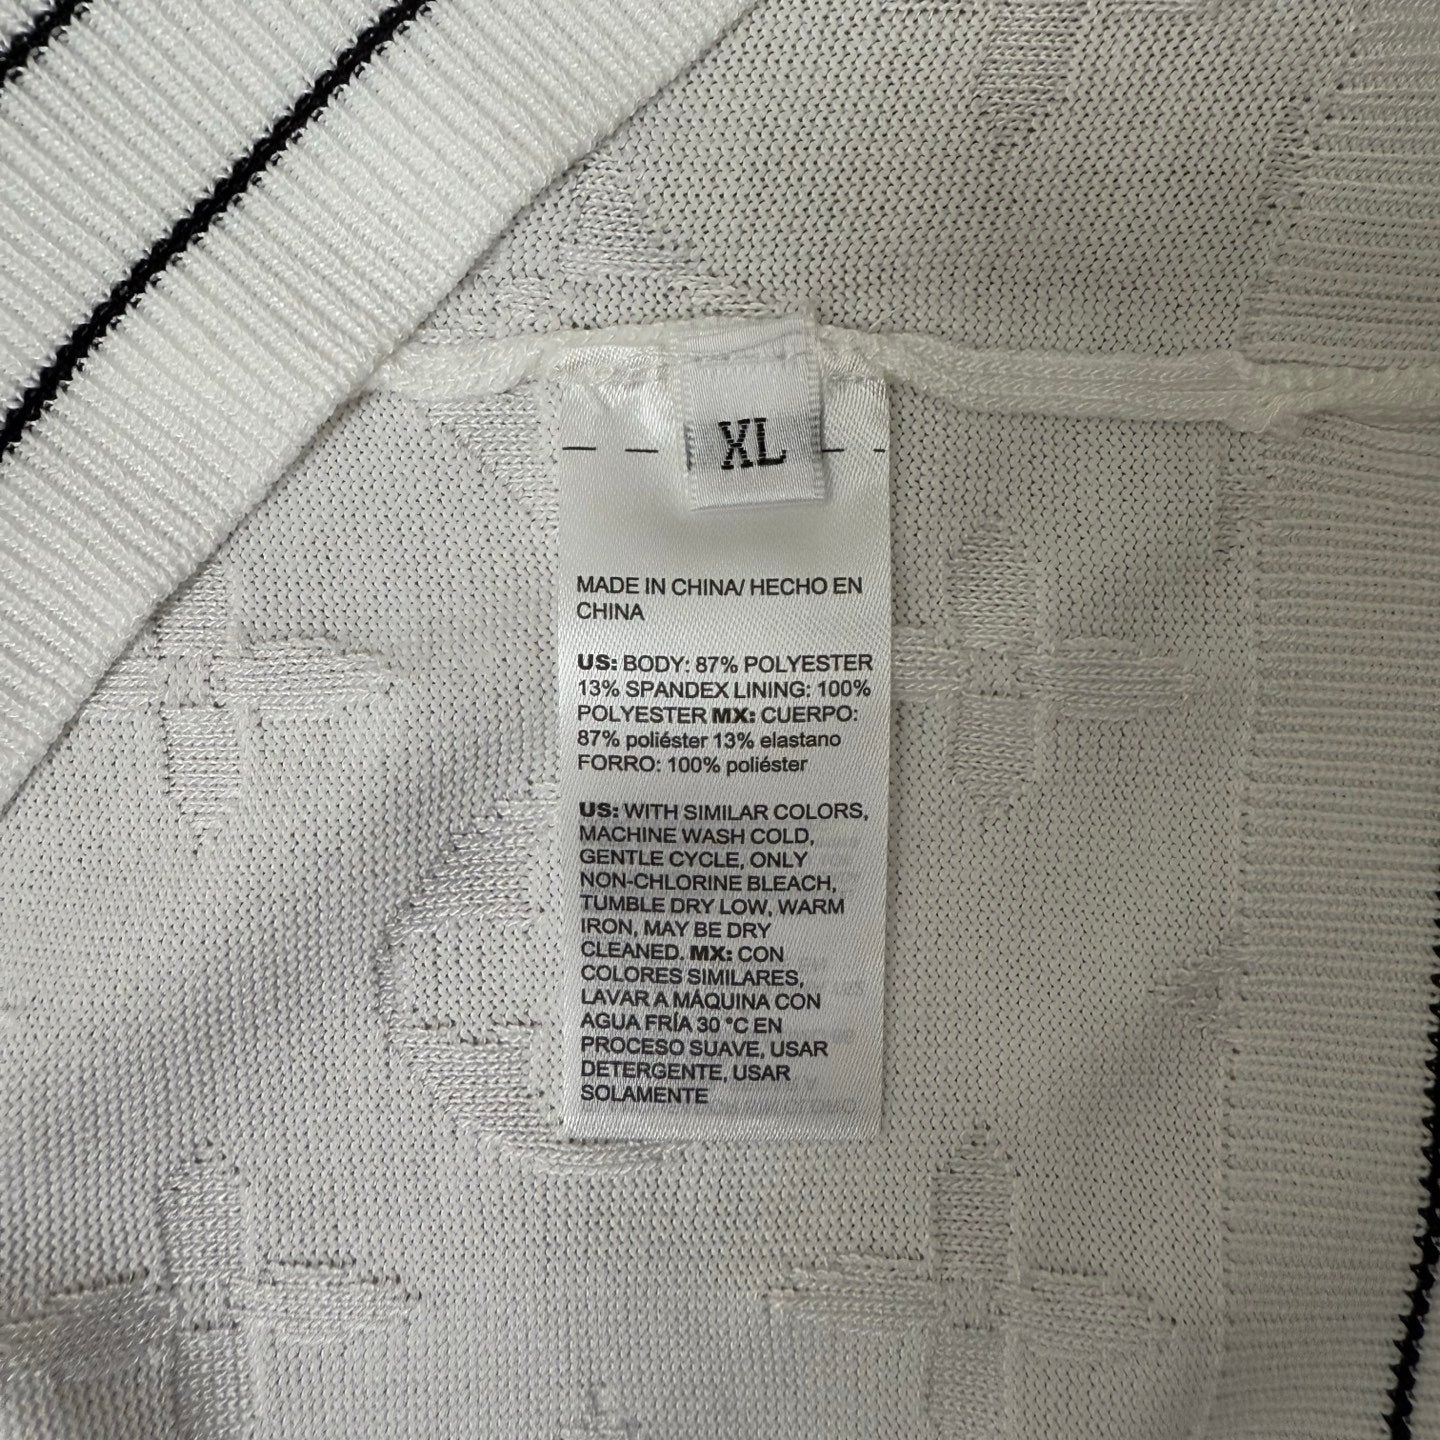 XL
MADE IN CHINA/ HECHO EN
CHINA
US: BODY: 87% POLYESTER
13% SPANDEX LINING: 100%
POLYESTER MX: CUERPO:
87% poliéster 13% elastano
FORRO: 100% poliéster
US: WITH SIMILAR COLORS,
MACHINE WASH COLD,
GENTLE CYCLE, ONLY
NON-CHLORINE BLEACH,
TUMBLE DRY LOW, WARM
IRON, MAY BE DRY
CLEANED. MX: CON
COLORES SIMILARES,
LAVAR A MÁQUINA CON
AGUA FRÍA 30 °C EN
PROCESO SUAVE, USAR
DETERGENTE, USAR
SOLAMENTE